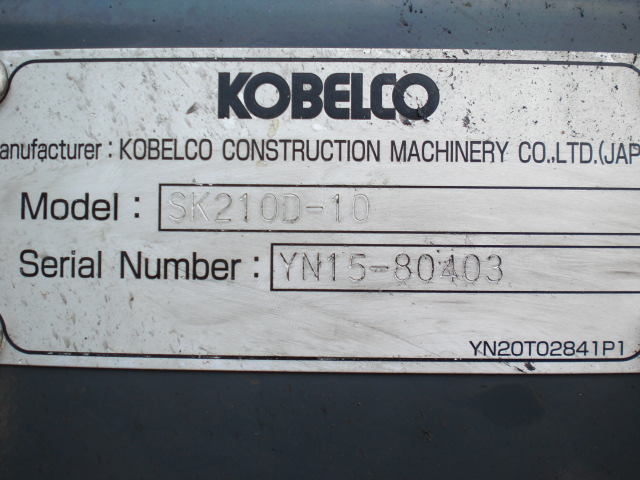 KOBELCO
anufacturer : KOBELCO CONSTRUCTION MACHINERY CO.,LTD.(JAP
Model : SK210D-10
Serial Number : YN15-80403
YN20T02841P1